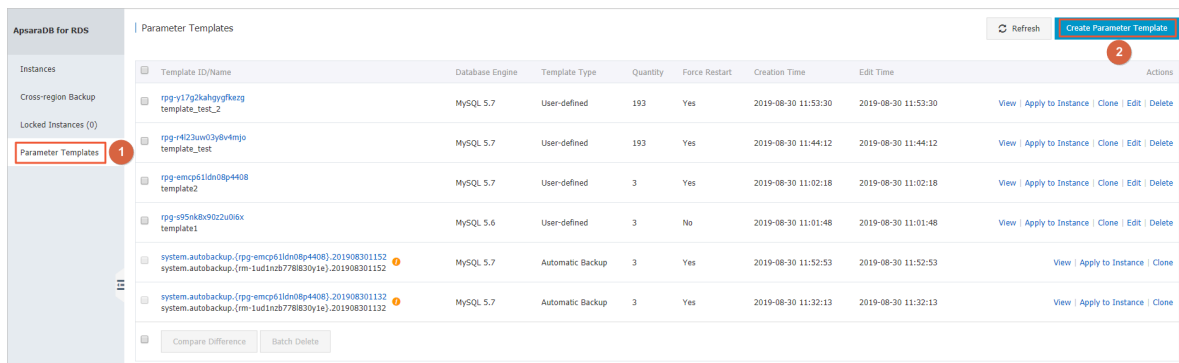 ApsaraDB for RDS
Instances
Cross-region Backup
Locked Instances (0)
Parameter Templates
1
Parameter Templates
Refresh
Create Parameter Template
2
Template ID/Name Database Engine Template Type Quantity Force Restart Creation Time Edit Time Actions
rpg-y17g2kahgygfkezg
template_test_2
MySQL 5.7 User-defined 193 Yes 2019-08-30 11:53:30 2019-08-30 11:53:30 View | Apply to Instance | Clone | Edit | Delete
rpg-r4l23uw03y8v4mjo
template_test
MySQL 5.7 User-defined 193 Yes 2019-08-30 11:44:12 2019-08-30 11:44:12 View | Apply to Instance | Clone | Edit | Delete
rpg-emcp61ldn08p4408
template2
MySQL 5.7 User-defined 3 Yes 2019-08-30 11:02:18 2019-08-30 11:02:18 View | Apply to Instance | Clone | Edit | Delete
rpg-s95nk8x90z2u0i6x
template1
MySQL 5.6 User-defined 3 No 2019-08-30 11:01:48 2019-08-30 11:01:48 View | Apply to Instance | Clone | Edit | Delete
system.autobackup.{rpg-emcp61ldn08p4408}.201908301152
system.autobackup.{rm-1ud1nzb778l830y1e}.201908301152
MySQL 5.7 Automatic Backup 3 Yes 2019-08-30 11:52:53 2019-08-30 11:52:53 View | Apply to Instance | Clone
system.autobackup.{rpg-emcp61ldn08p4408}.201908301132
system.autobackup.{rm-1ud1nzb778l830y1e}.201908301132
MySQL 5.7 Automatic Backup 3 Yes 2019-08-30 11:32:13 2019-08-30 11:32:13 View | Apply to Instance | Clone
Compare Difference Batch Delete